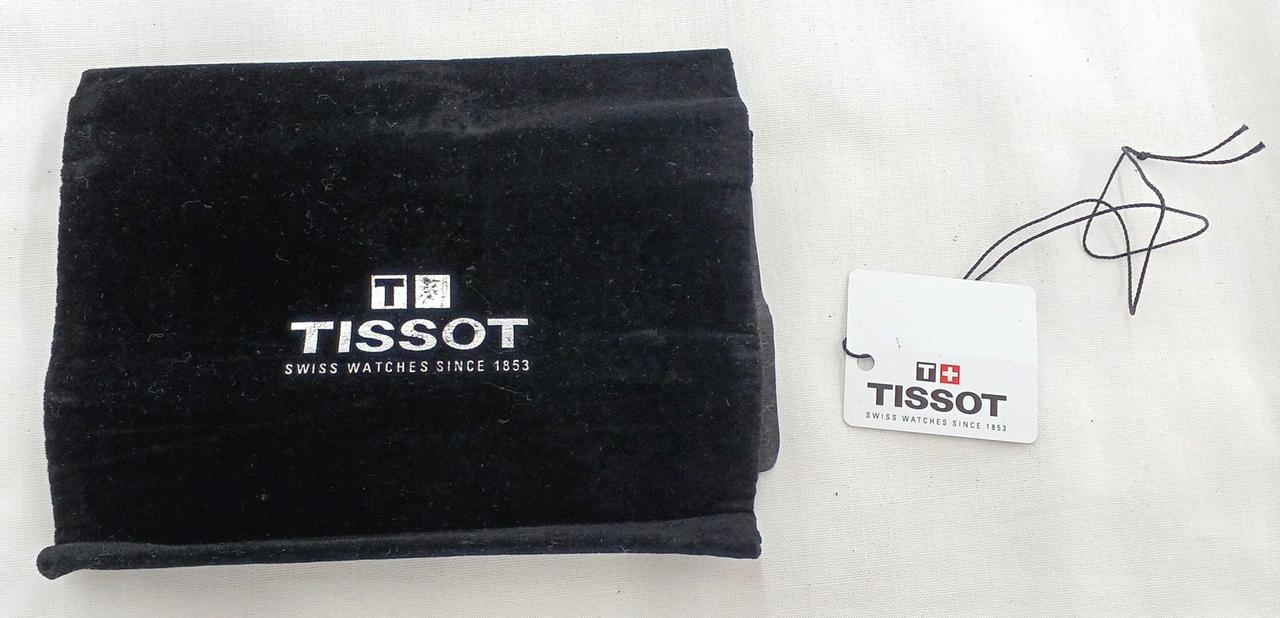 T
TISSOT
SWISS WATCHES SINCE 1853
T+
TISSOT
SWISS WATCHES SINCE 1853